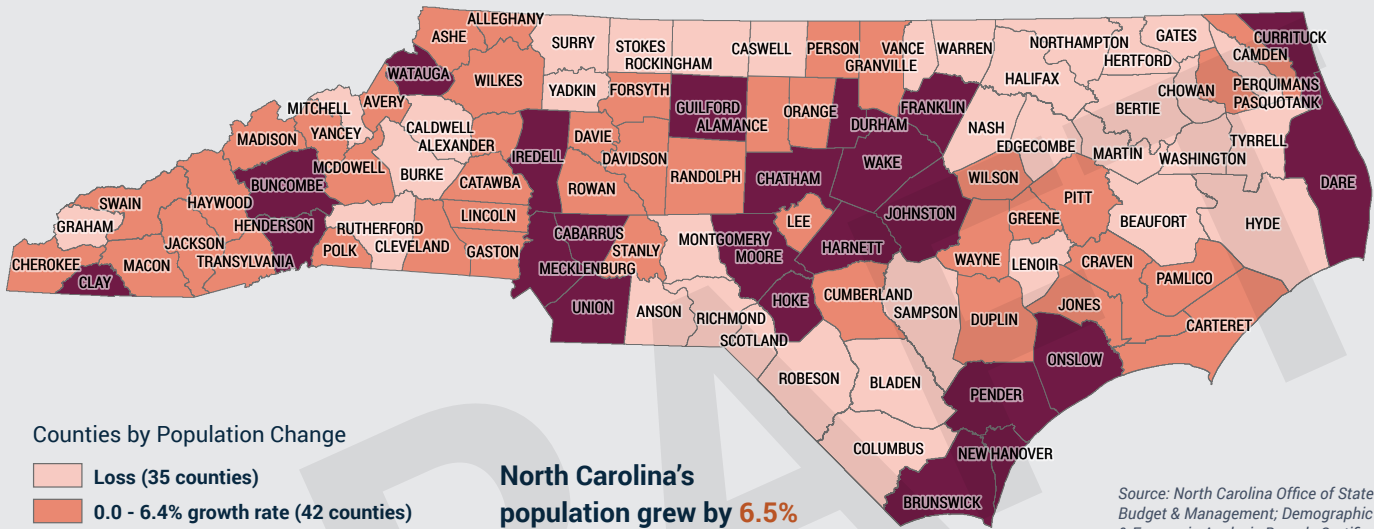 ALLEGHANY
ASHE
SURRY
STOKES
ROCKINGHAM
CASWELL
PERSON
VANCE
GRANVILLE
WARREN
NORTHAMPTON
GATES
HERTFORD
CURRITUCK
CAMDEN
WATAUGA
WILKES
YADKIN
FORSYTH
GUILFORD
ALAMANCE
ORANGE
DURHAM
FRANKLIN
HALIFAX
CHOWAN
PERQUIMANS
PASQUOTANK
BERTIE
MITCHELL
AVERY
YANCEY
CALDWELL
ALEXANDER
MADISON
MCDOWELL
BURKE
IREDELL
DAVIE
DAVIDSON
RANDOLPH
CHATHAM
WAKE
NASH
EDGECOMBE
MARTIN
WASHINGTON
TYRRELL
DARE
BUNCOMBE
HAYWOOD
SWAIN
CATAWBA
ROWAN
WILSON
PITT
GREENE
BEAUFORT
HYDE
GRAHAM
JACKSON
HENDERSON
RUTHERFORD
CLEVELAND
LINCOLN
GASTON
CABARRUS
STANLY
MONTGOMERY
MOORE
LEE
HARNETT
JOHNSTON
WAYNE
LENOIR
CRAVEN
PAMLICO
CHEROKEE
MACON
TRANSYLVANIA
POLK
CLAY
MECKLENBURG
UNION
ANSON
RICHMOND
SCOTLAND
HOKE
CUMBERLAND
SAMPSON
DUPLIN
JONES
CARTERET
ONSLOW
ROBESON
BLADEN
PENDER
COLUMBUS
NEW HANOVER
BRUNSWICK
Counties by Population Change
Loss (35 counties)
0.0 - 6.4% growth rate (42 counties)
North Carolina's
population grew by 6.5%
Source: North Carolina Office of State
Budget & Management; Demographic